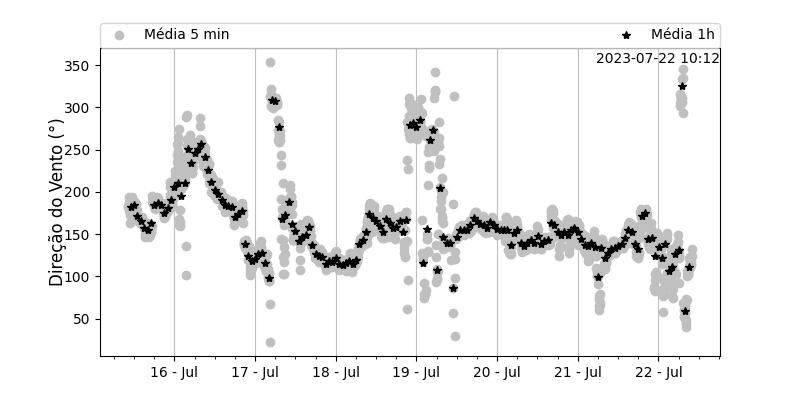 Média 5 min
Média 1h
2023-07-22 10:12
Direção do Vento (°)
350
300
250
200
150
100
50
16 - Jul
17 - Jul
18 - Jul
19 - Jul
20 - Jul
21 - Jul
22 - Jul